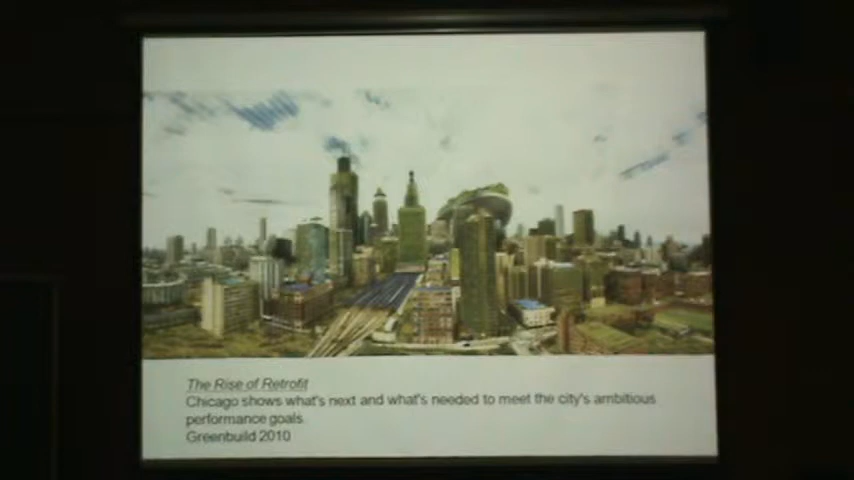 The Rise of Retrofit
Chicago shows what's next and what's needed to meet the city's ambitious
performance goals.
Greenbuild 2010